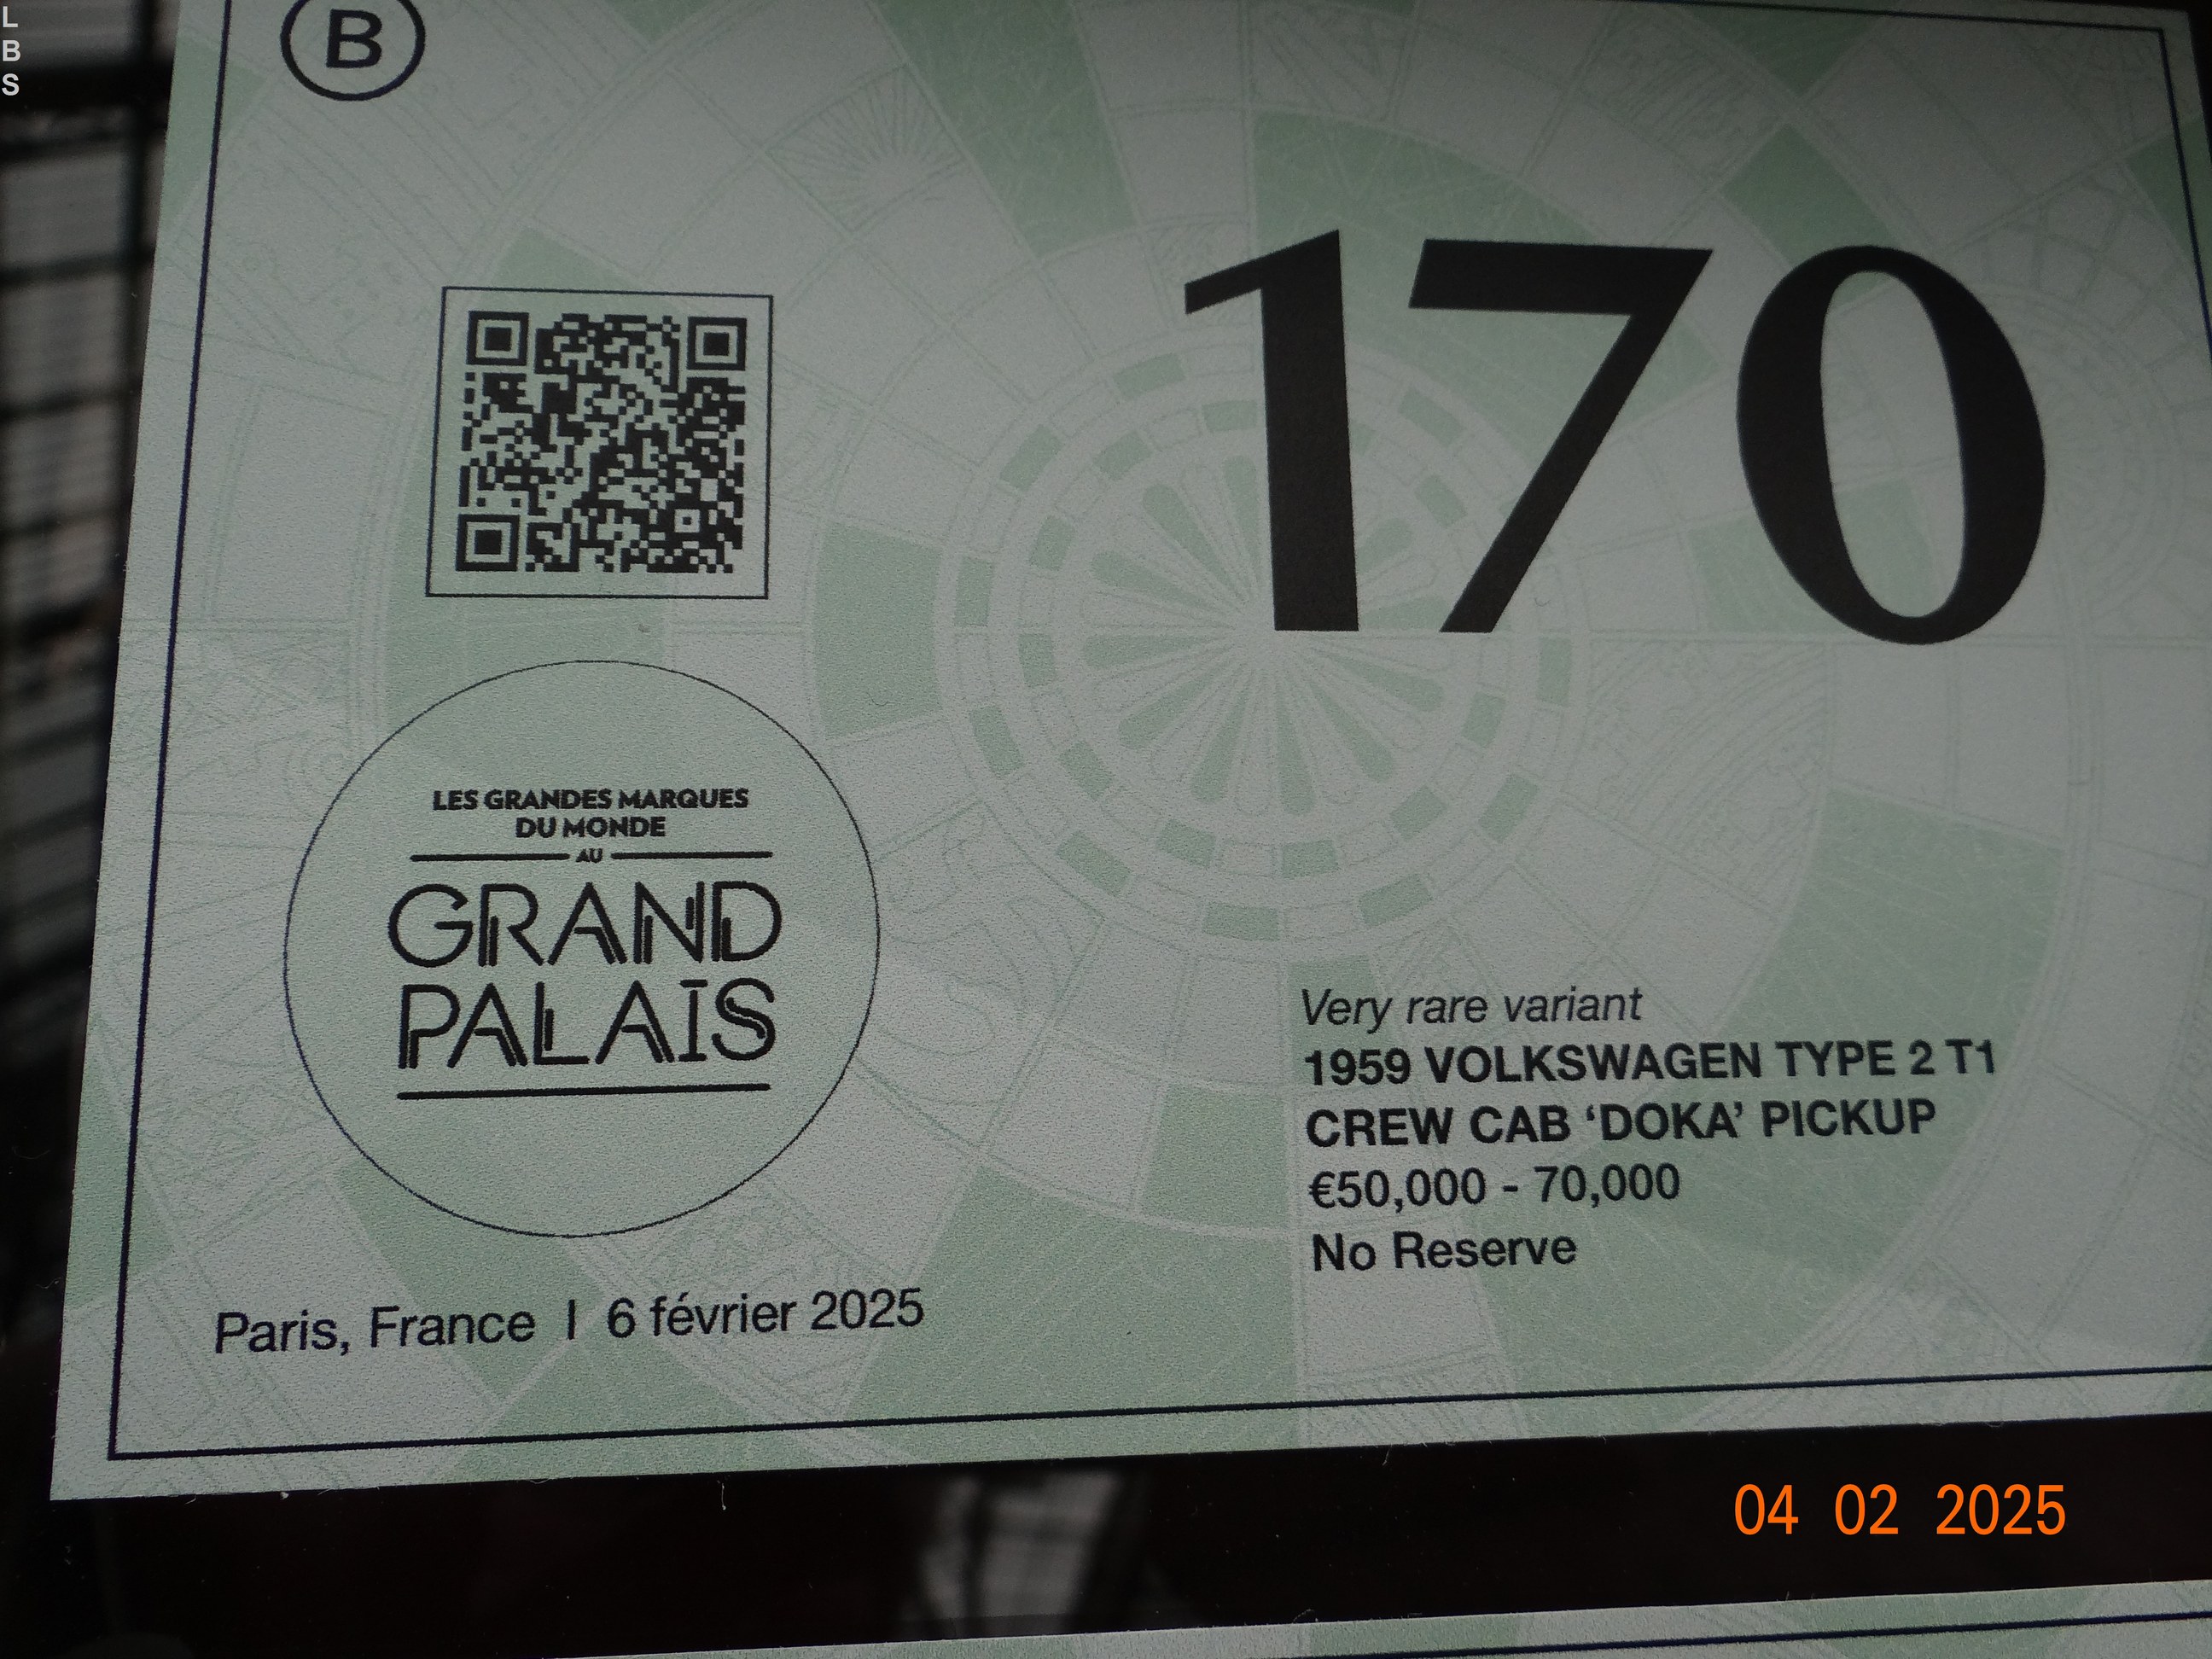 L
B
S
B
170
LES GRANDES MARQUES
DU MONDE
AU
GRAND
PALAIS
Very rare variant
1959 VOLKSWAGEN TYPE 2 T1
CREW CAB ‘DOKA’ PICKUP
€50,000 - 70,000
No Reserve
Paris, France | 6 février 2025
04 02 2025